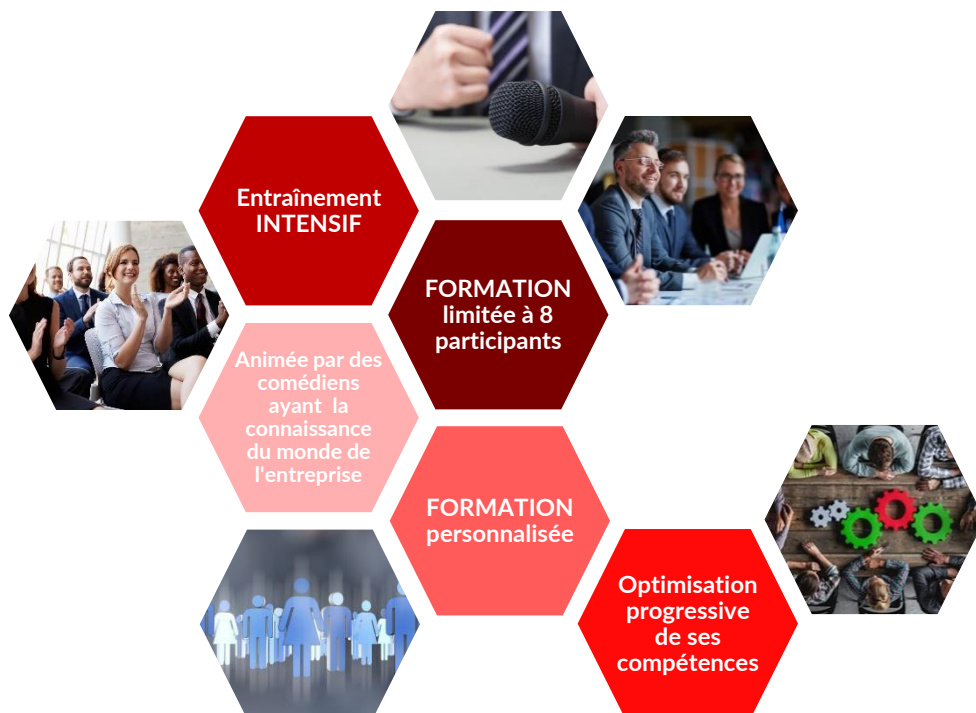 Entraînement
INTENSIF
FORMATION
limitée à 8
participants
Animée par des
comédiens
ayant la
connaissance
du monde de
l'entreprise
FORMATION
personnalisée
Optimisation
progressive
de ses
compétences